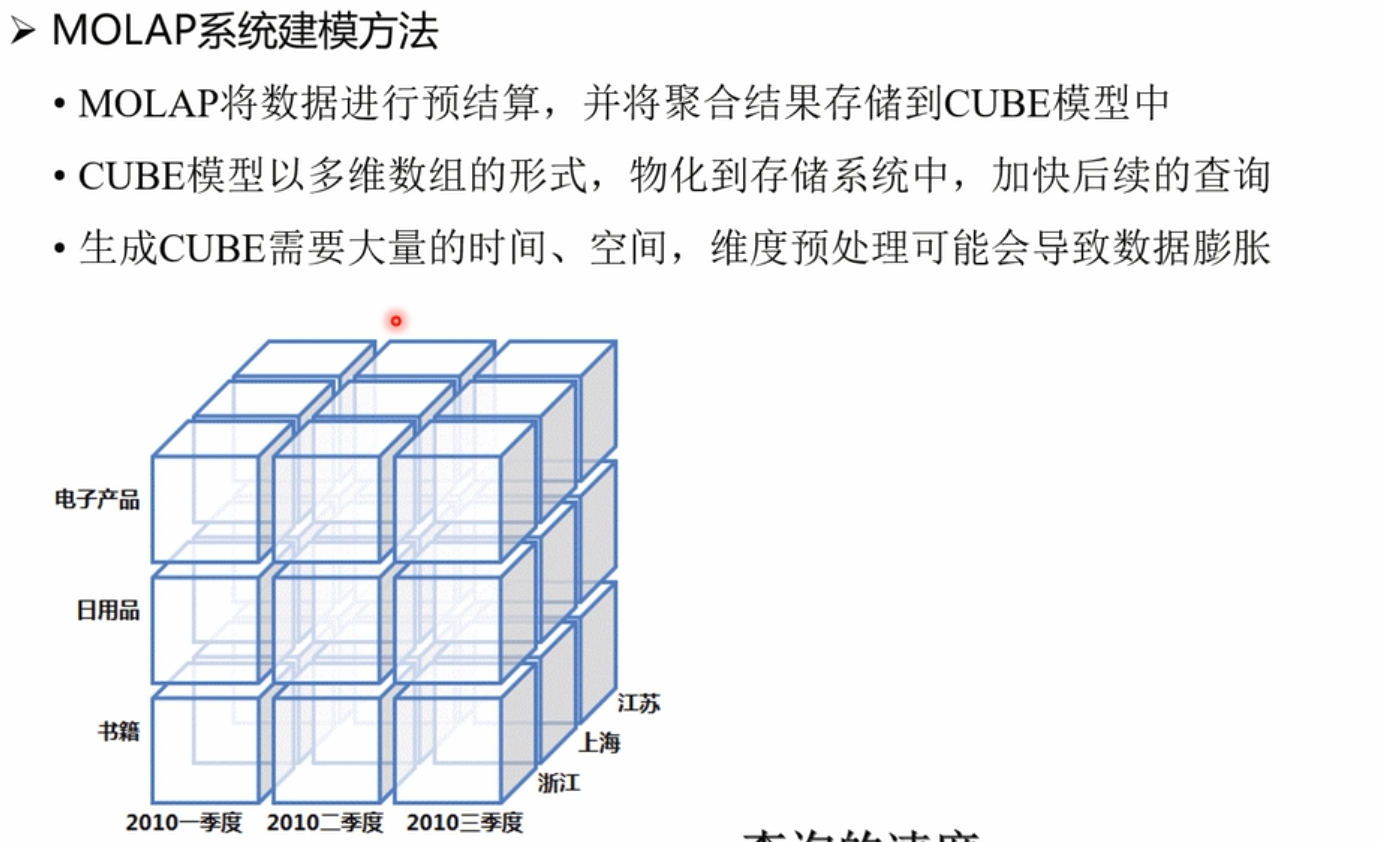 MOLAP系统建模方法
MOLAP将数据进行预结算，并将聚合结果存储到CUBE模型中
CUBE模型以多维数组的形式，物化到存储系统中，加快后续的查询
生成CUBE需要大量的时间、空间，维度预处理可能会导致数据膨胀
电子产品
日用品
书籍
江苏
上海
浙江
2010一季度 2010二季度 2010三季度
查询的速度